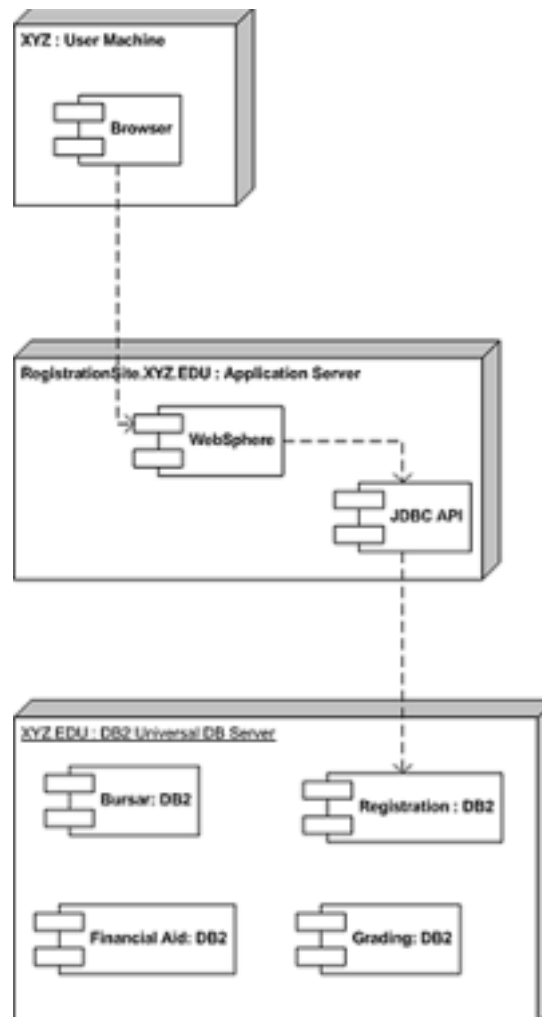 XYZ : User Machine
Browser
RegistrationSite.XYZ.EDU : Application Server
WebSphere
JDBC API
XYZ.EDU : DB2 Universal DB Server
Bursar: DB2
Registration : DB2
Financial Aid: DB2
Grading: DB2